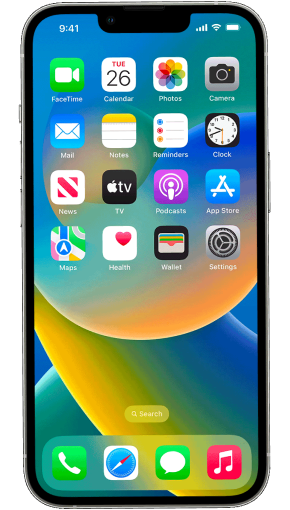 9:41
TUE
26
FaceTime
Calendar
Photos
Camera
Mail
Notes
Reminders
Clock
tv
News
TV
Podcasts
App Store
Maps
Health
Wallet
Settings
Search